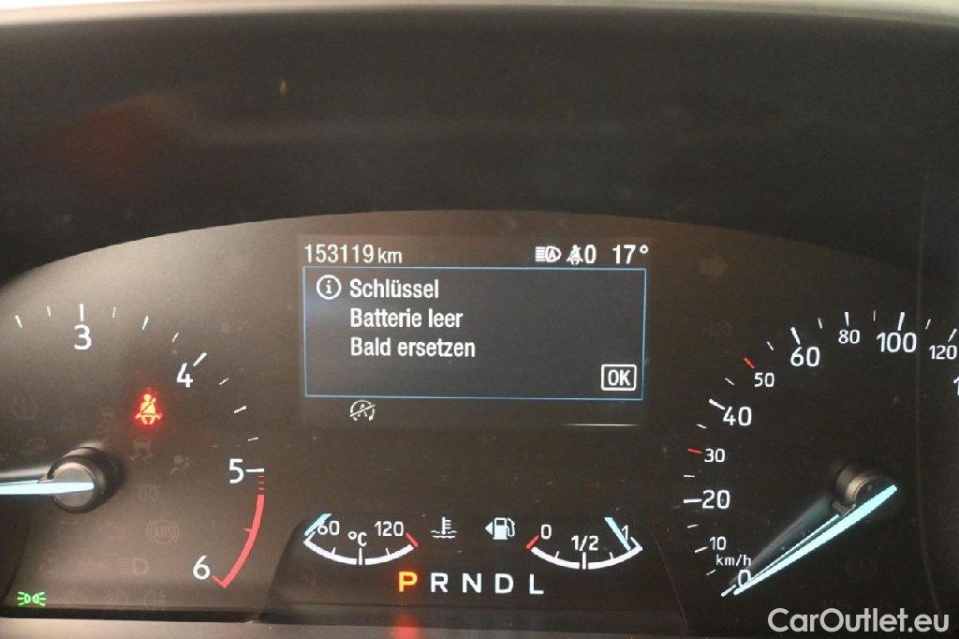 153119 km
0 17°
Schlüssel
Batterie leer
Bald ersetzen
OK
3
4
5
6
60 120
°C
0 1/2 1
P R N D L
0
10
20
30
40
50
60
80
100
120
km/h
CarOutlet.eu